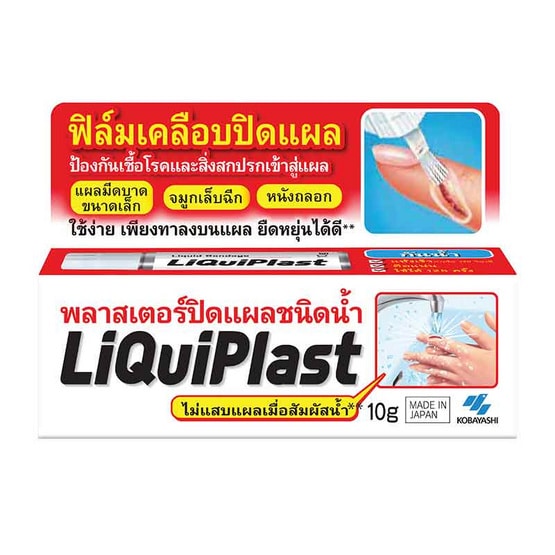 ฟิล์มเคลือบปิดแผล
ป้องกันเชื้อโรคและสิ่งสกปรกเข้าสู่แผล
แผลมีดบาด
ขนาดเล็ก
จมูกเล็บฉีก
หนังถลอก
ใช้ง่าย เพียงทาลงบนแผล ยืดหยุ่นได้ดี**
Liquid Bandage
LiQuiPlast
กันน้ำ
พลาสเตอร์ปิดแผลชนิดน้ำ
LiQuiPlast
ไม่แสบแผลเมื่อสัมผัสน้ำ**
10g
MADE IN
JAPAN
KOBAYASHI